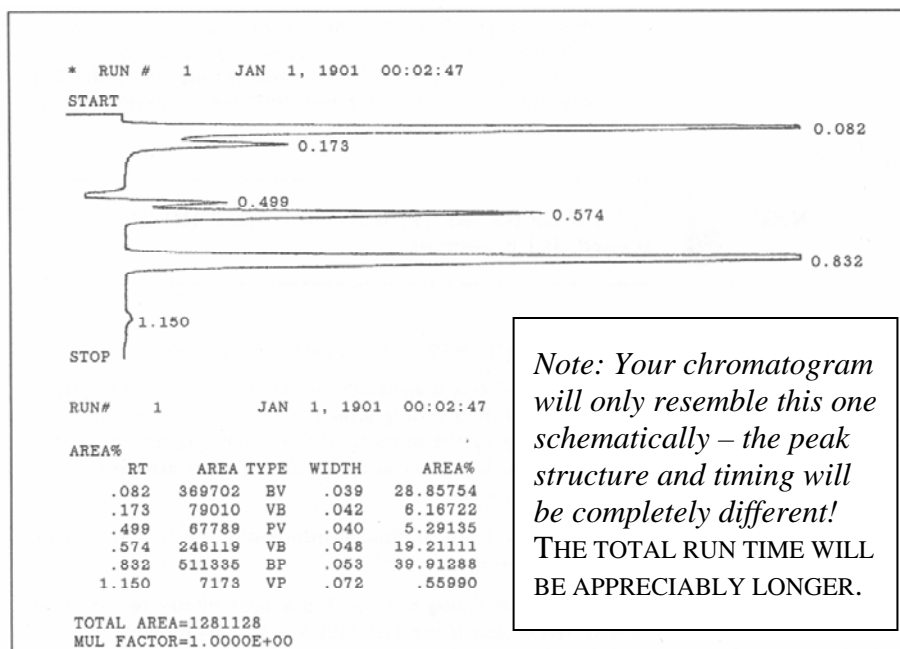 * RUN # 1 JAN 1, 1901 00:02:47
START
0.082
0.173
0.499
0.574
0.832
1.150
STOP
RUN# 1 JAN 1, 1901 00:02:47
AREA%
RT AREA TYPE WIDTH AREA%
.082 369702 BV .039 28.85754
.173 79010 VB .042 6.16722
.499 67789 PV .040 5.29135
.574 246119 VB .048 19.21111
.832 511335 BP .053 39.91288
1.150 7173 VP .072 .55990
TOTAL AREA=1281128
MUL FACTOR=1.0000E+00
Note: Your chromatogram
will only resemble this one
schematically – the peak
structure and timing will
be completely different!
THE TOTAL RUN TIME WILL
BE APPRECIABLY LONGER.